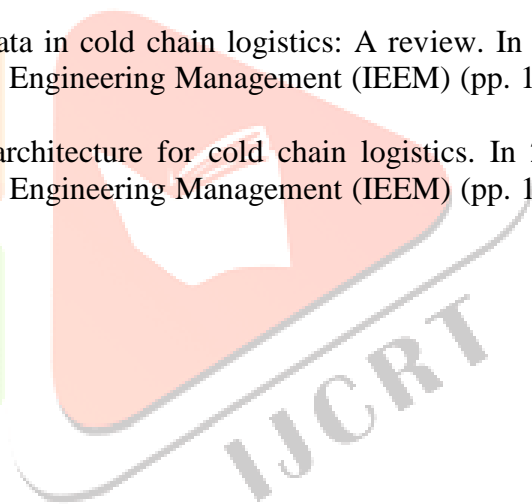 ata in cold chain logistics: A review. In
Engineering Management (IEEM) (pp. 1
architecture for cold chain logistics. In
Engineering Management (IEEM) (pp. 1
IJCRT